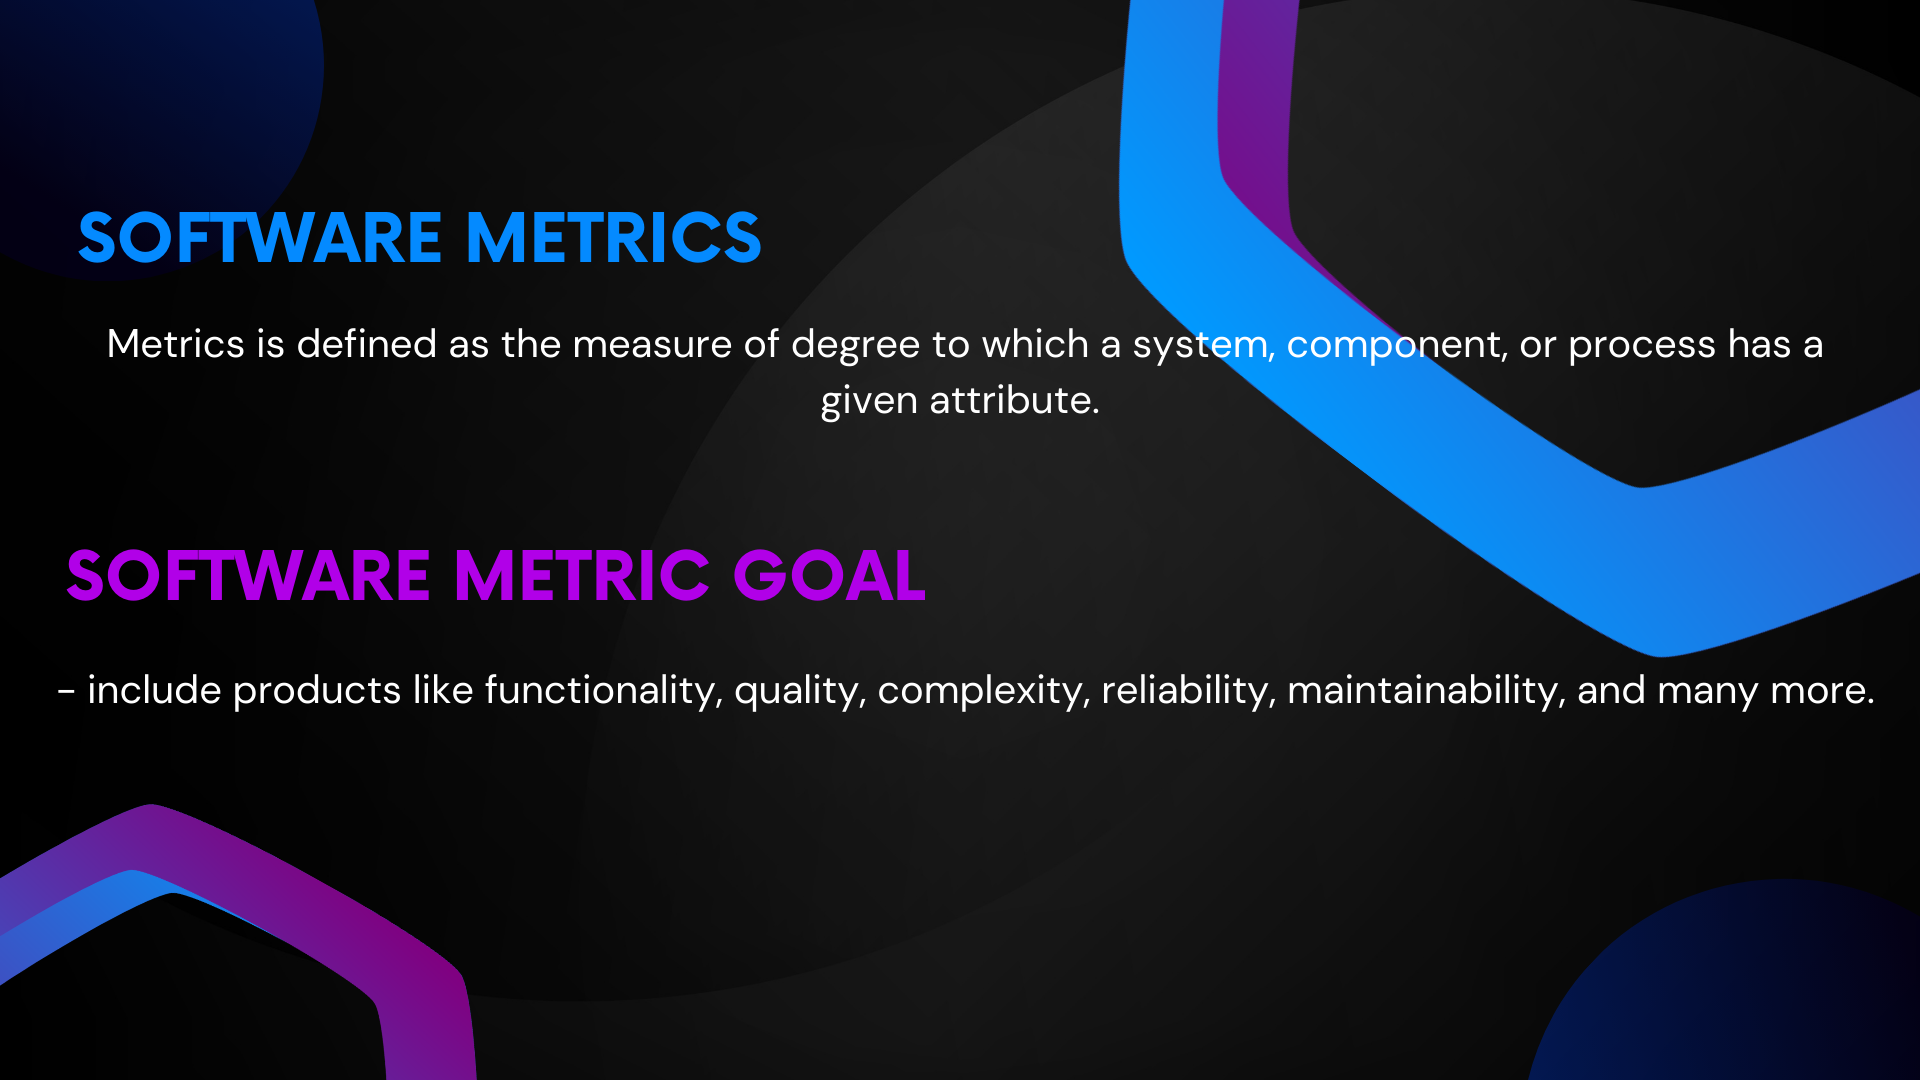 SOFTWARE METRICS
Metrics is defined as the measure of degree to which a system, component, or process has a
given attribute.
SOFTWARE METRIC GOAL
- include products like functionality, quality, complexity, reliability, maintainability, and many more.